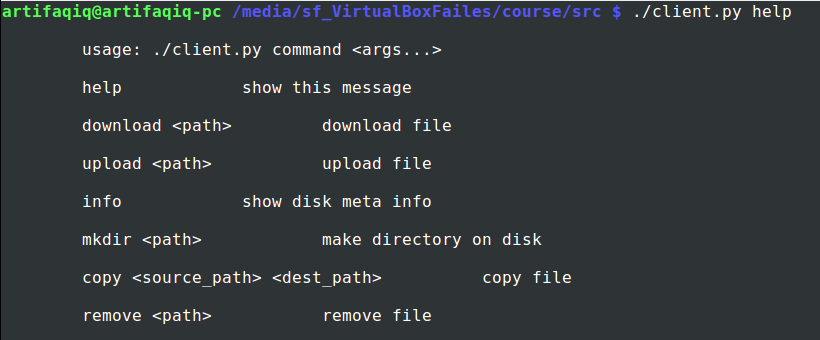 artifaqiq@artifaqiq-pc /media/sf_VirtualBoxFailes/course/src $ ./client.py help
usage: ./client.py command <args...>
help show this message
download <path> download file
upload <path> upload file
info show disk meta info
mkdir <path> make directory on disk
copy <source_path> <dest_path> copy file
remove <path> remove file